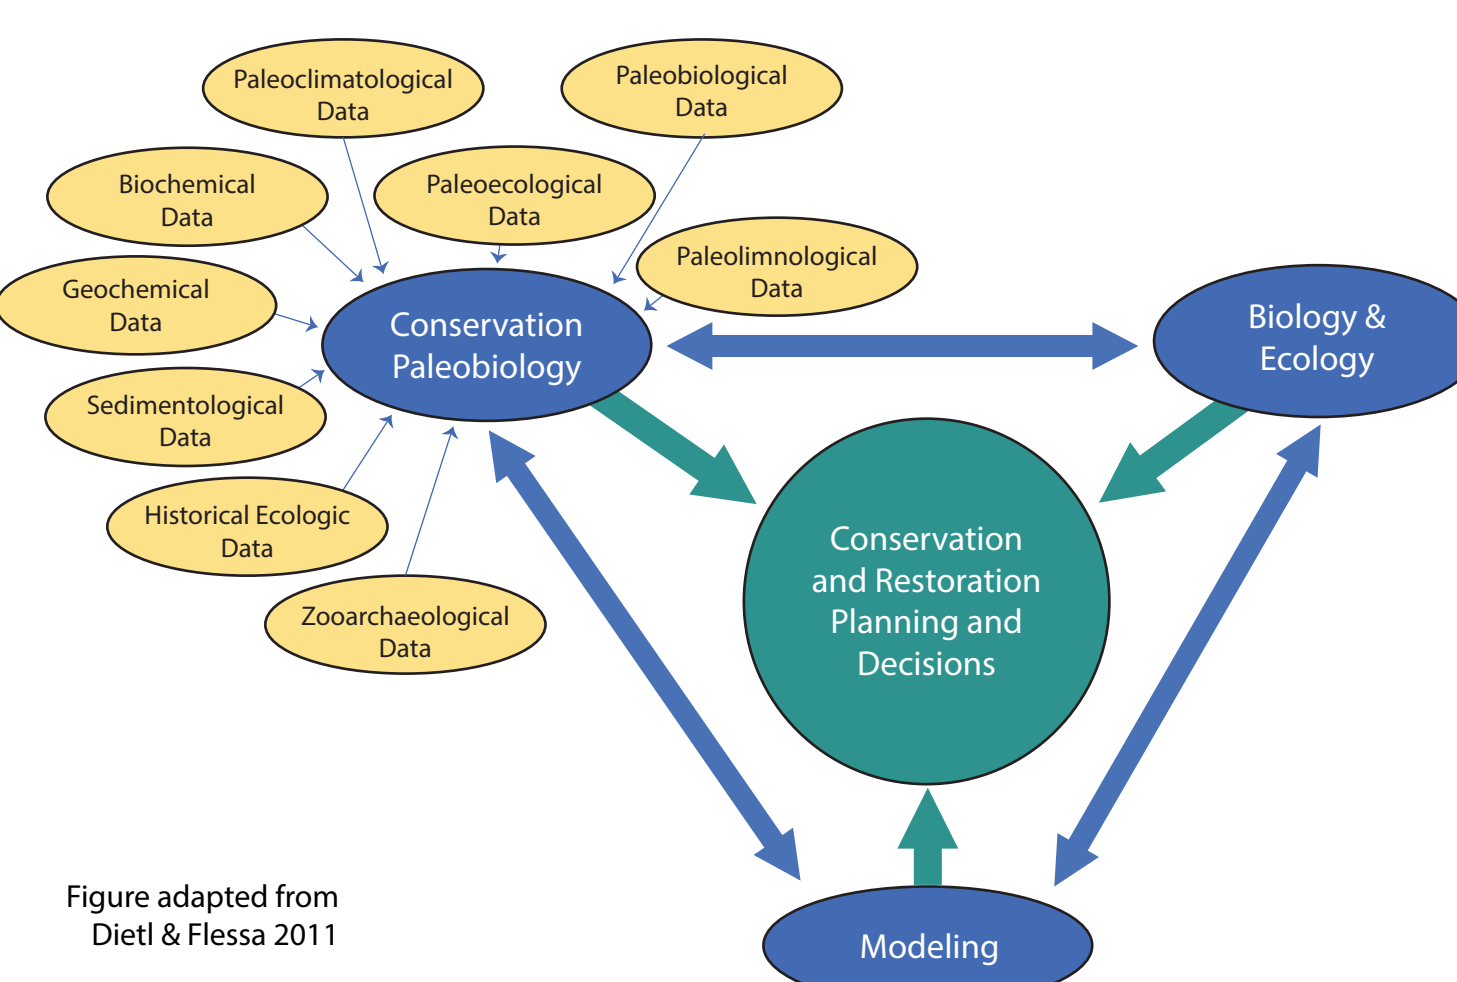 Paleoclimatological
Data
Paleobiological
Data
Biochemical
Data
Paleoecological
Data
Paleolimnological
Data
Geochemical
Data
Conservation
Paleobiology
Biology &
Ecology
Sedimentological
Data
Historical Ecologic
Data
Zooarchaeological
Data
Conservation
and Restoration
Planning and
Decisions
Figure adapted from
Dietl & Flessa 2011
Modeling